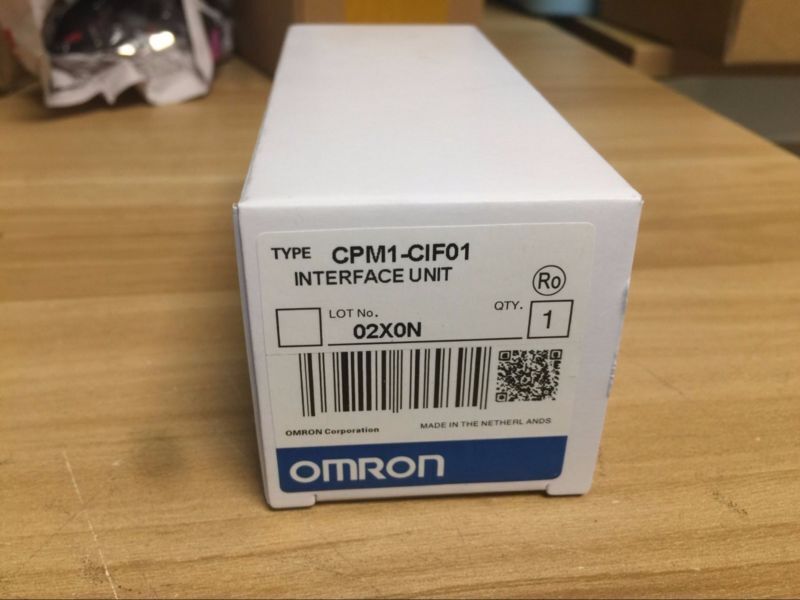 TYPE CPM1-CIF01
INTERFACE UNIT
Ro
LOT No.
QTY.
02X0N
1
OMRON Corporation
MADE IN THE NETHERLANDS
OMRON